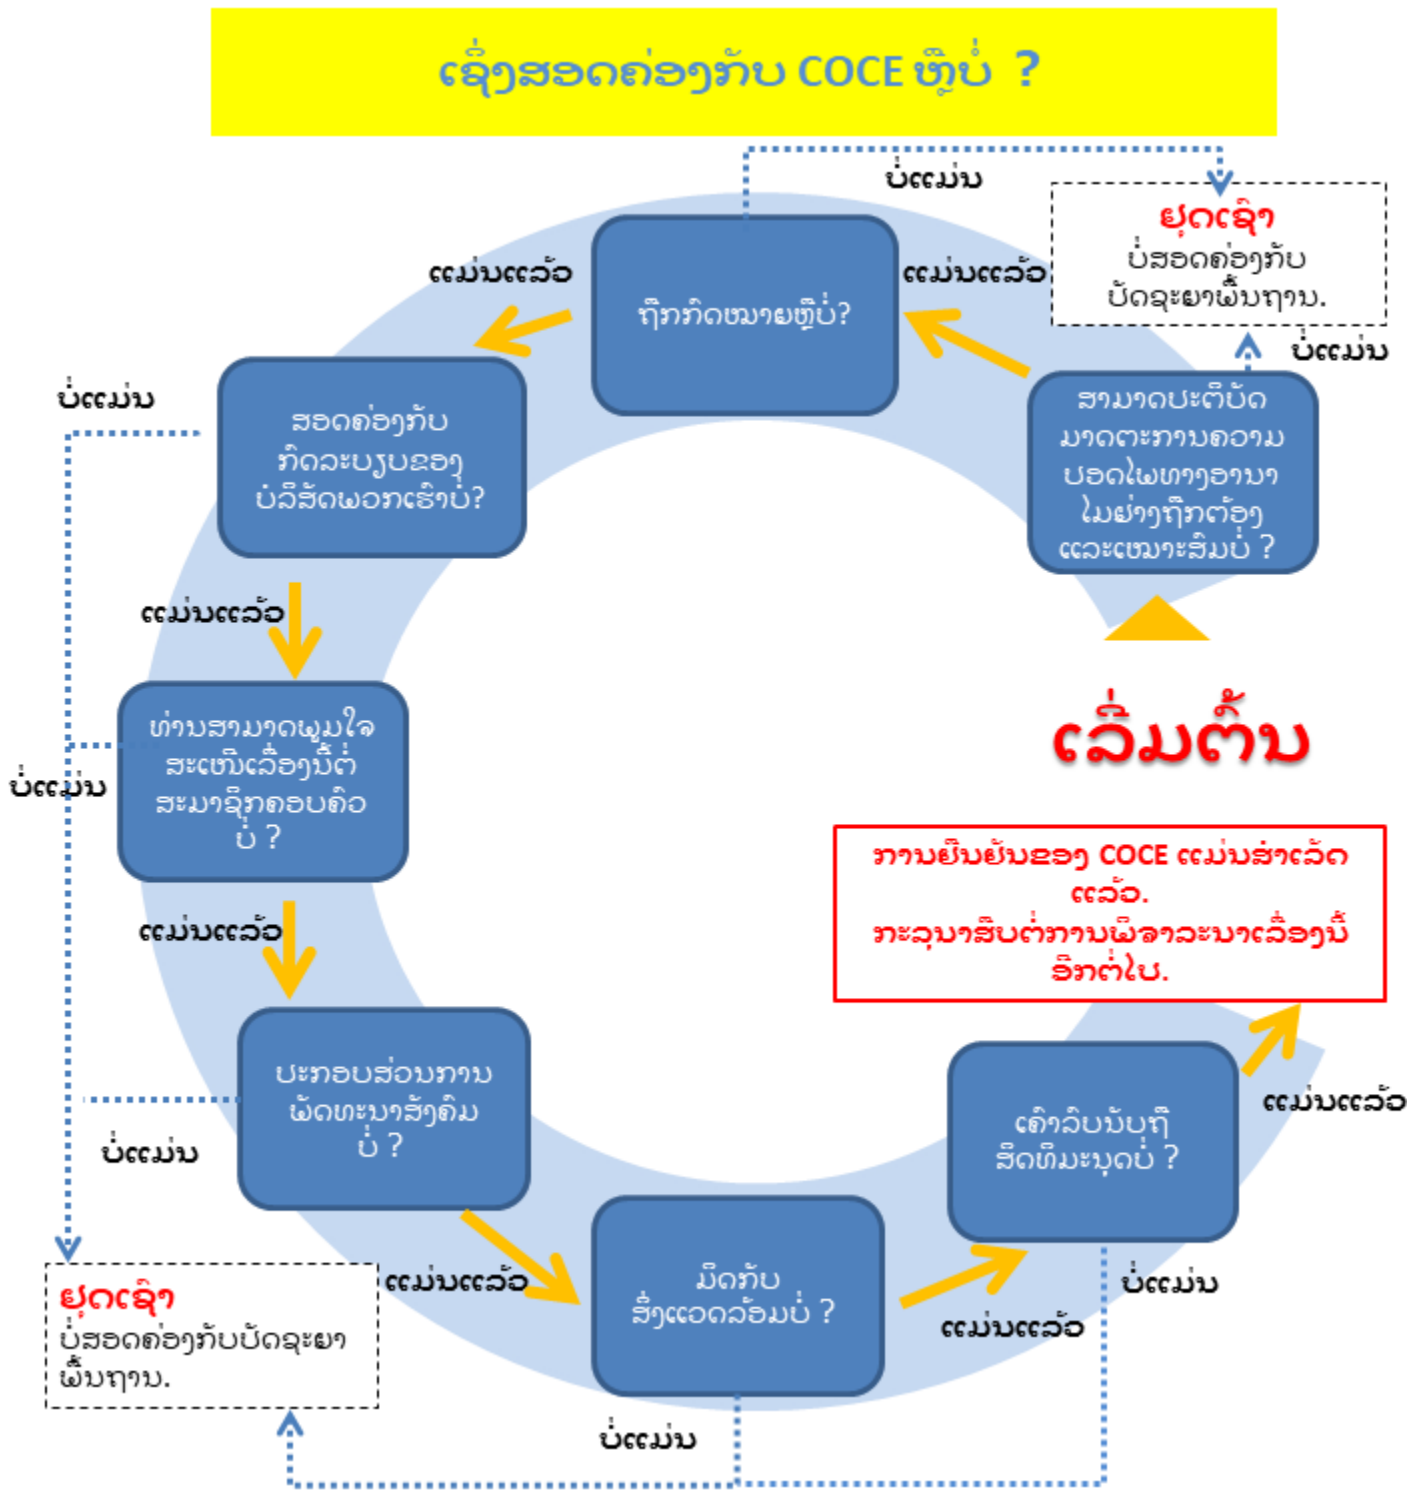 ເຊິ່ງສອດຄ່ອງກັບ COCE ຫຼືບໍ່ ?
ບໍ່ແມ່ນ
ຢຸດເຊົາ
ບໍ່ສອດຄ່ອງກັບ
ປັດຊະຍາພື້ນຖານ.
ບໍ່ແມ່ນ
ເລີ່ມຕົ້ນ
ສາມາດປະຕິບັດ
ມາດຕະການຄວາມ
ປອດໄພທາງອານາ
ໄມຢ່າງຖືກຕ້ອງ
ແລະເໝາະສົມບໍ່ ?
ແມ່ນແລ້ວ
ຖືກກົດໝາຍຫຼືບໍ່?
ແມ່ນແລ້ວ
ສອດຄ່ອງກັບ
ກົດລະບຽບຂອງ
ບໍລິສັດພວກເຮົາບໍ່?
ບໍ່ແມ່ນ
ແມ່ນແລ້ວ
ທ່ານສາມາດພູມໃຈ
ສະເໜີເລື່ອງນີ້ຕໍ່
ສະມາຊິກຄອບຄົວ
ບໍ່ ?
ບໍ່ແມ່ນ
ແມ່ນແລ້ວ
ປະກອບສ່ວນການ
ພັດທະນາສັງຄົມ
ບໍ່ ?
ບໍ່ແມ່ນ
ແມ່ນແລ້ວ
ຢຸດເຊົາ
ບໍ່ສອດຄ່ອງກັບປັດຊະຍາ
ພື້ນຖານ.
ມິດກັບ
ສິ່ງແວດລ້ອມບໍ່ ?
ບໍ່ແມ່ນ
ແມ່ນແລ້ວ
ເຄົາລົບນັບຖື
ສິດທິມະນຸດບໍ່ ?
ບໍ່ແມ່ນ
ແມ່ນແລ້ວ
ການຢືນຢັນຂອງ COCE ແມ່ນສຳເລັດ
ແລ້ວ.
ກະລຸນາສືບຕໍ່ການພິຈາລະນາເລື່ອງນີ້
ອີກຕໍ່ໄປ.